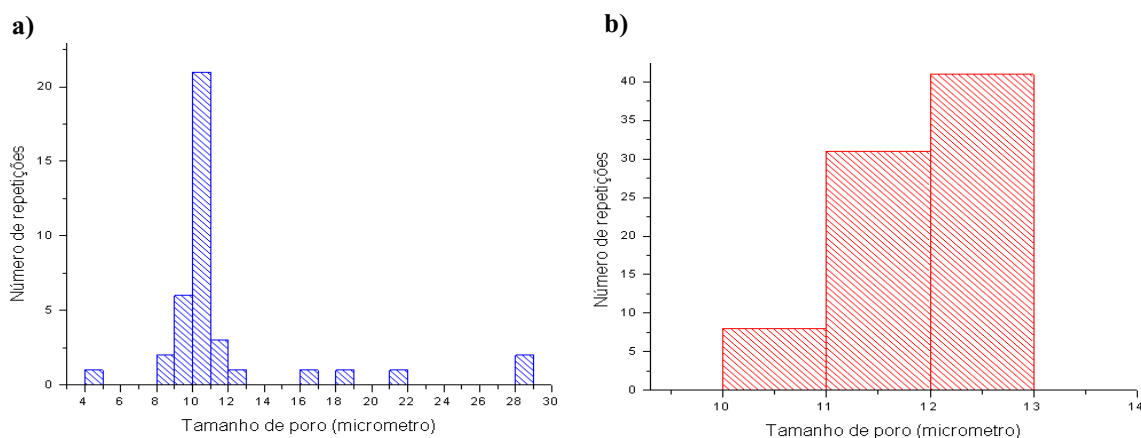 a)
Número de repetições
20
15
10
5
0
4 6 8 10 12 14 16 18 20 22 24 26 28 30
Tamanho de poro (micrometro)
b)
Número de repetições
40
35
30
25
20
15
10
5
0
10 11 12 13 14
Tamanho de poro (micrometro)